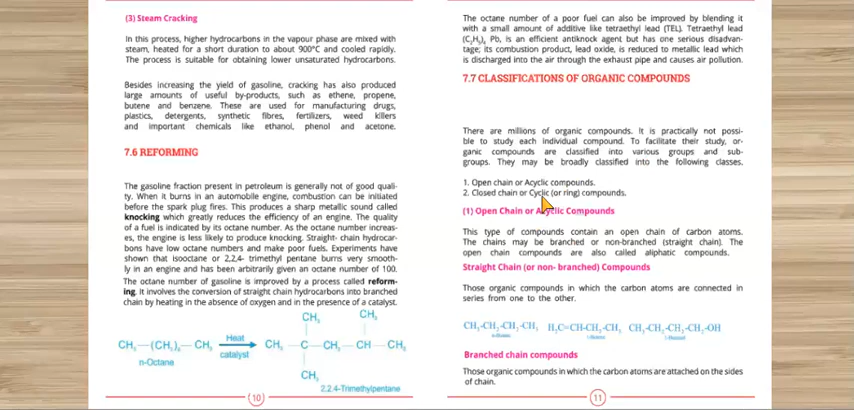 (3) Steam Cracking
In this process, higher hydrocarbons in the vapour phase are mixed with
steam, heated for a short duration to about 900°C and cooled rapidly.
The process is suitable for obtaining lower unsaturated hydrocarbons.
Besides increasing the yield of gasoline, cracking has also produced
large amounts of useful by-products, such as ethene, propene,
butene and benzene. These are used for manufacturing drugs,
plastics, detergents, synthetic fibres, fertilizers, weed killers
and important chemicals like ethanol, phenol and acetone.
7.6 REFORMING
The gasoline fraction present in petroleum is generally not of good quali-
ty. When it burns in an automobile engine, combustion can be initiated
before the spark plug fires. This produces a sharp metallic sound called
knocking which greatly reduces the efficiency of an engine. The quality
of a fuel is indicated by its octane number. As the octane number increas-
es, the engine is less likely to produce knocking. Straight- chain hydrocar-
bons have low octane numbers and make poor fuels. Experiments have
shown that isooctane or 2,2,4- trimethyl pentane burns very smooth-
ly in an engine and has been arbitrarily given an octane number of 100.
The octane number of gasoline is improved by a process called reform-
ing. It involves the conversion of straight chain hydrocarbons into branched
chain by heating in the absence of oxygen and in the presence of a catalyst.
CH₃ CH₃
CH₃—(CH₂)₆—CH₃ Heat catalyst CH₃—C—CH₂—CH—CH₃
n-Octane
CH₃
2,2,4-Trimethylpentane
10
The octane number of a poor fuel can also be improved by blending it
with a small amount of additive like tetraethyl lead (TEL). Tetraethyl lead
(C₂H₅)₄ Pb, is an efficient antiknock agent but has one serious disadvan-
tage; its combustion product, lead oxide, is reduced to metallic lead which
is discharged into the air through the exhaust pipe and causes air pollution.
7.7 CLASSIFICATIONS OF ORGANIC COMPOUNDS
There are millions of organic compounds. It is practically not possi-
ble to study each individual compound. To facilitate their study, or-
ganic compounds are classified into various groups and sub-
groups. They may be broadly classified into the following classes.
1. Open chain or Acyclic compounds.
2. Closed chain or Cyclic (or ring) compounds.
(1) Open Chain or Acyclic Compounds
This type of compounds contain an open chain of carbon atoms.
The chains may be branched or non-branched (straight chain). The
open chain compounds are also called aliphatic compounds.
Straight Chain (or non- branched) Compounds
Those organic compounds in which the carbon atoms are connected in
series from one to the other.
CH₃-CH₂-CH₂-CH₃ H₂C=CH-CH₂-CH₃ CH₃-CH₂-CH₂-CH₂-OH
n-Butane 1-Butene 1-Butanol
Branched chain compounds
Those organic compounds in which the carbon atoms are attached on the sides
of chain.
11